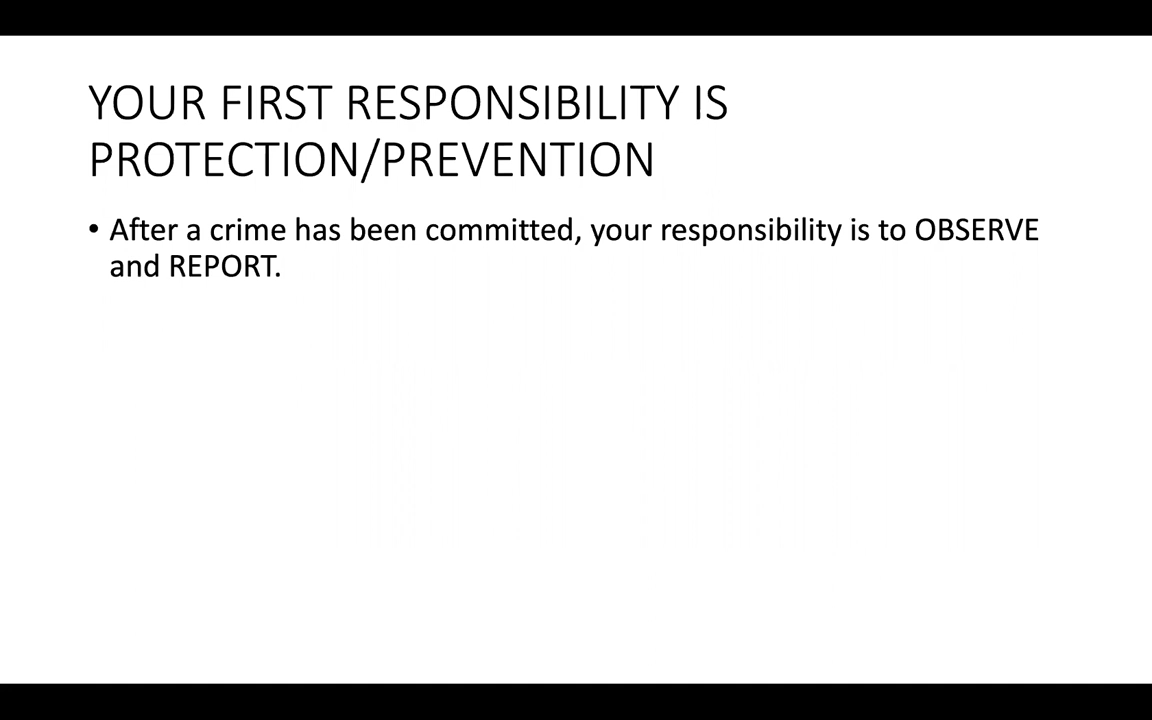 YOUR FIRST RESPONSIBILITY IS
PROTECTION/PREVENTION
• After a crime has been committed, your responsibility is to OBSERVE
and REPORT.